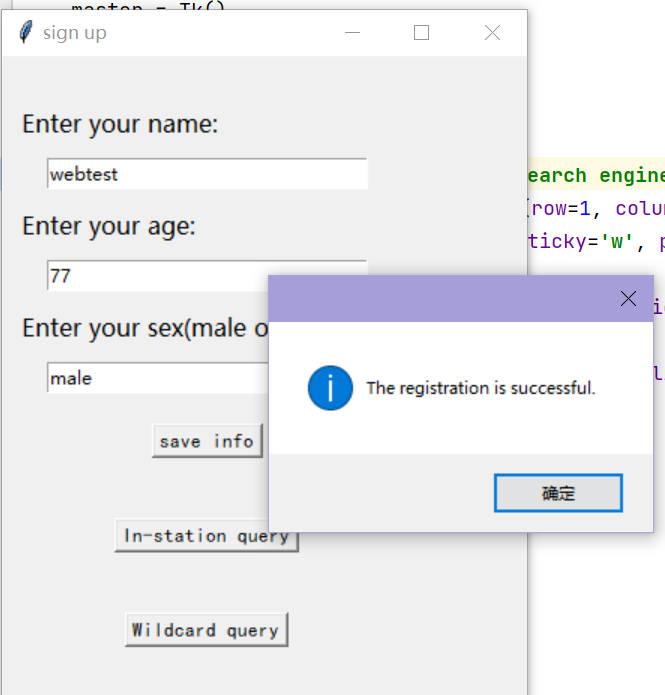 master = Tk()
sign up
Enter your name:
webtest
earch engine
(row=1, colum
Enter your age:
ticky='w', p
77
Enter your sex(male o
The registration is successful.
male
save info
确定
In-station query
Wildcard query